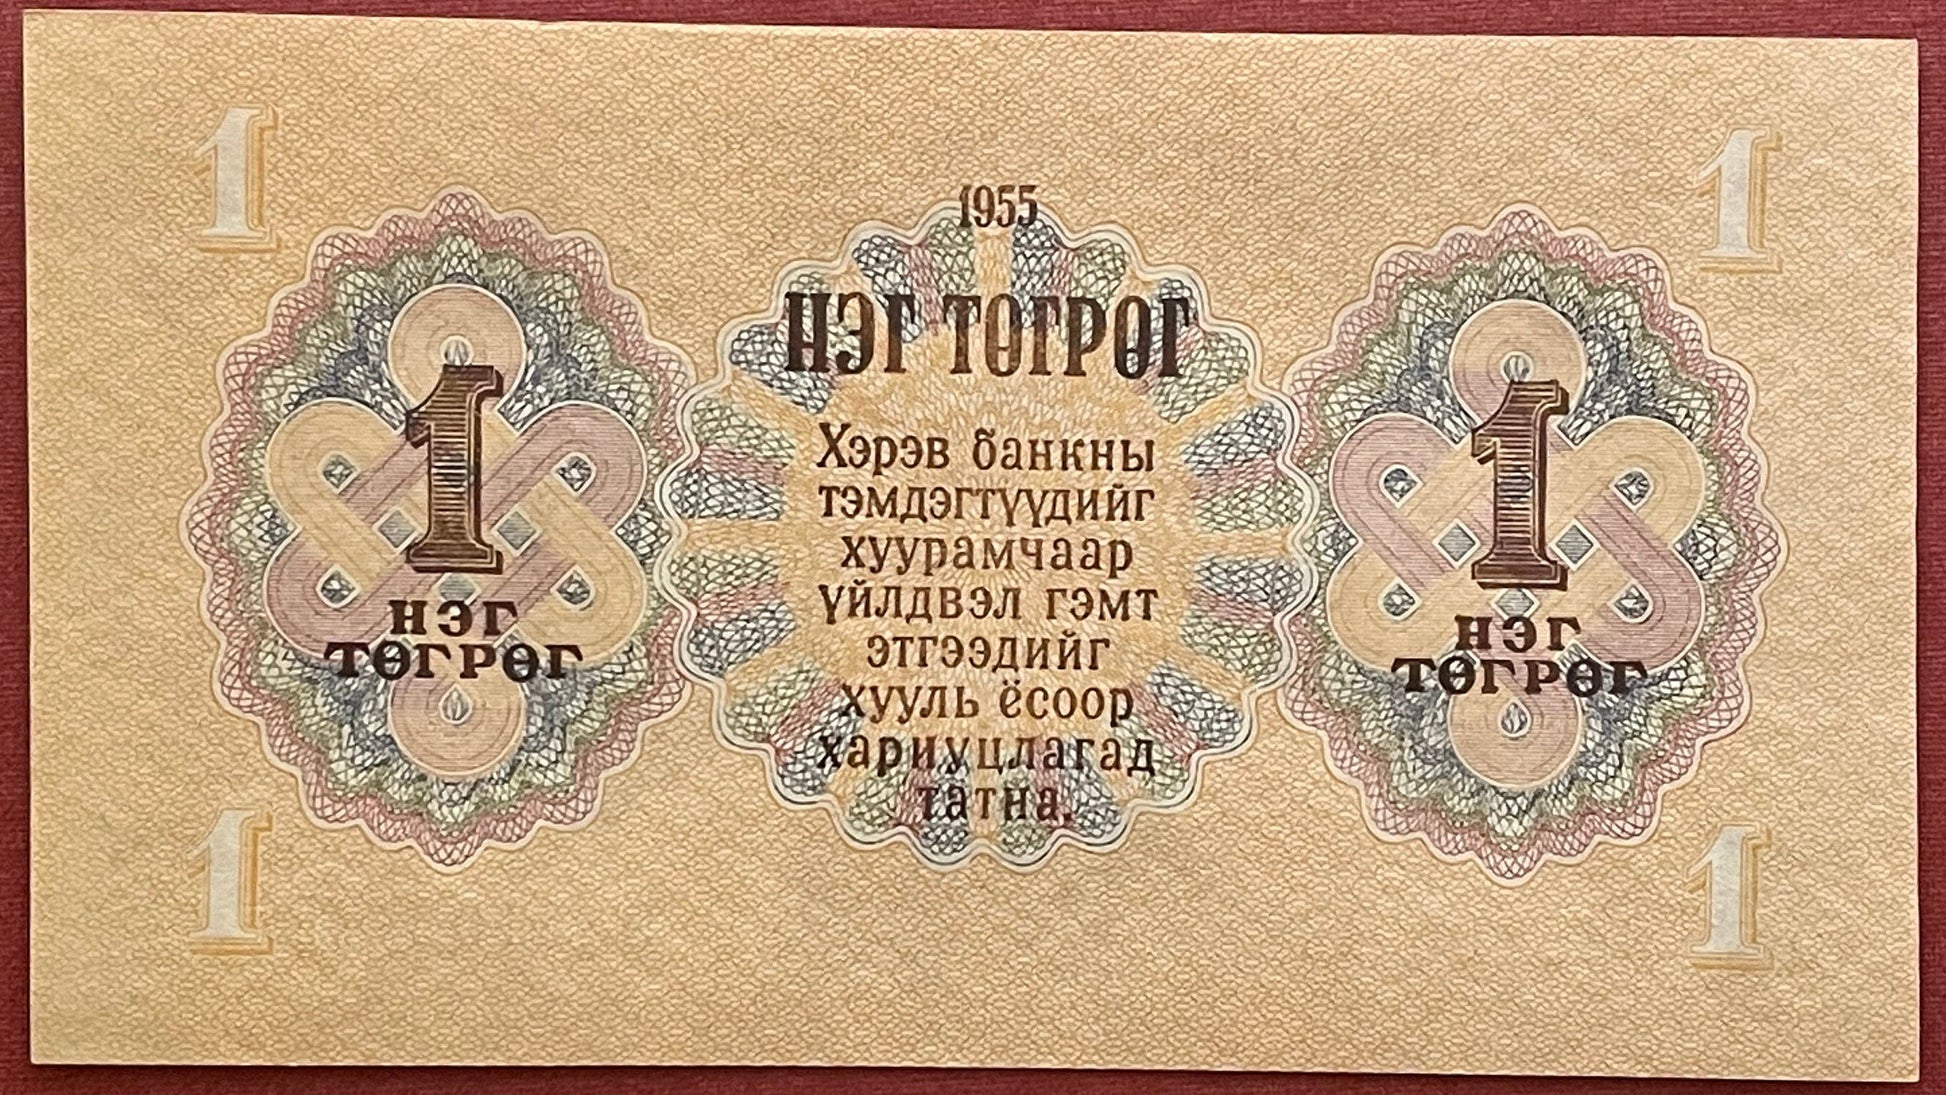 1
1
1955
НЭГ ТӨГРӨГ
1
НЭГ
ТӨГРӨГ
Хэрэв банкны
тэмдэгтүүдийг
хуурамчаар
үйлдвэл гэмт
этгээдийг
хууль ёсоор
хариуцлагад
татна.
1
НЭГ
ТӨГРӨГ
1
1